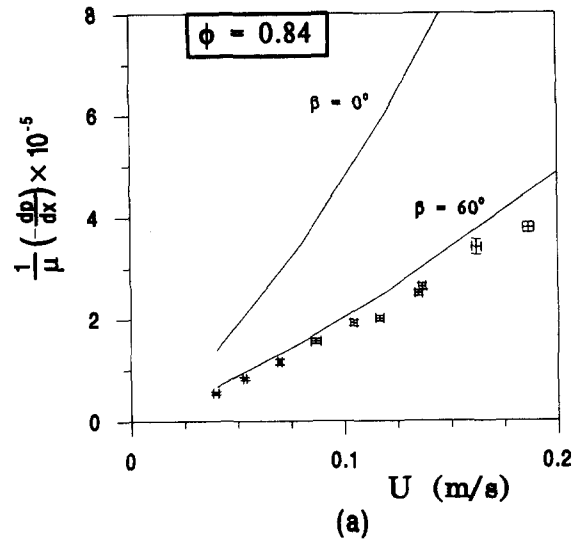 8
ϕ = 0.84
β = 0°
6
1/μ (-dp/dx) × 10⁻⁵
4
β = 60°
2
0
0
0.1
0.2
U (m/s)
(a)